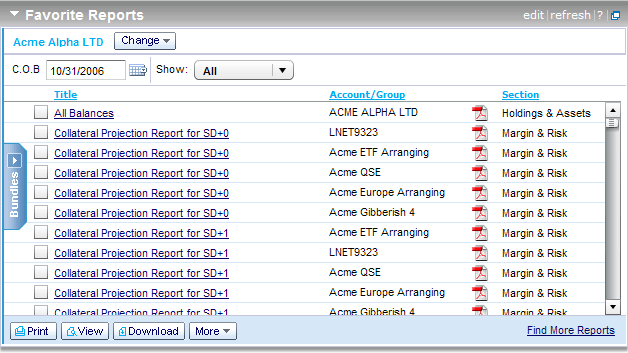 Favorite Reports edit | refresh | ? |
Acme Alpha LTD Change
C.O.B 10/31/2006 Show: All
Title Account/Group Section
All Balances ACME ALPHA LTD Holdings & Assets
Collateral Projection Report for SD+0 LNET9323 Margin & Risk
Collateral Projection Report for SD+0 Acme ETF Arranging Margin & Risk
Collateral Projection Report for SD+0 Acme QSE Margin & Risk
Collateral Projection Report for SD+0 Acme Europe Arranging Margin & Risk
Collateral Projection Report for SD+0 Acme Gibberish 4 Margin & Risk
Collateral Projection Report for SD+1 Acme ETF Arranging Margin & Risk
Collateral Projection Report for SD+1 LNET9323 Margin & Risk
Collateral Projection Report for SD+1 Acme QSE Margin & Risk
Collateral Projection Report for SD+1 Acme Europe Arranging Margin & Risk
Collateral Projection Report for SD+1 Acme Gibberish 4 Margin & Risk
Bundles
Print View Download More Find More Reports